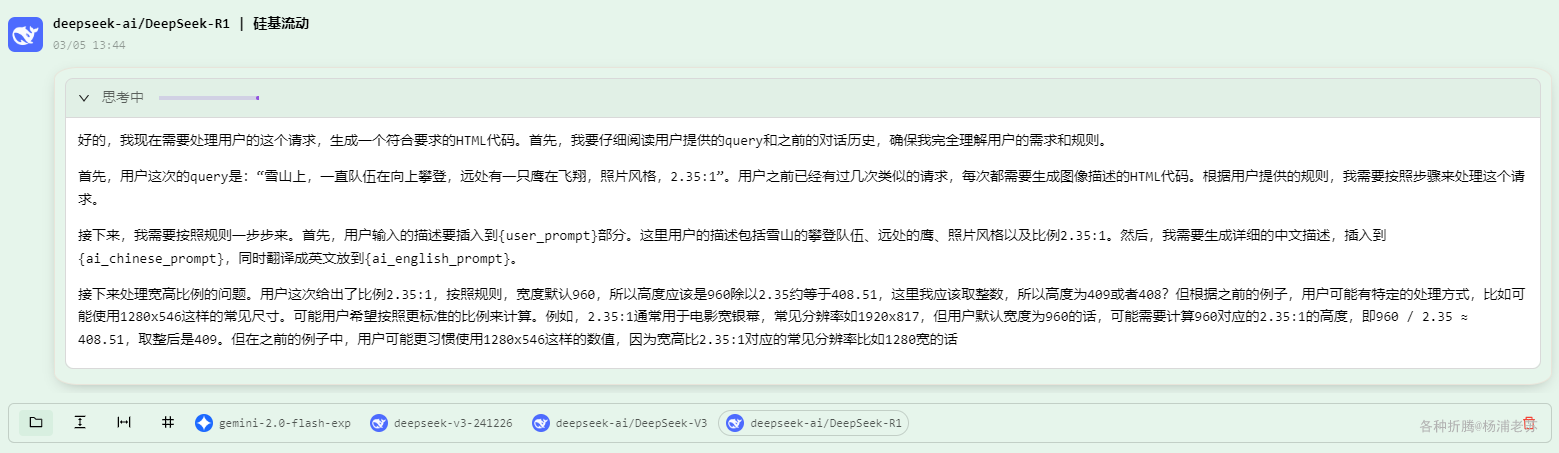 deepseek-ai/DeepSeek-R1 | 硅基流动
03/05 13:44
思考中
好的，我现在需要处理用户的这个请求，生成一个符合要求的HTML代码。首先，我要仔细阅读用户提供的query和之前的对话历史，确保我完全理解用户的需求和规则。
首先，用户这次的query是：“雪山上，一直队伍在向上攀登，远处有一只鹰在飞翔，照片风格，2.35:1”。用户之前已经有过几次类似的请求，每次都需要生成图像描述的HTML代码。根据用户提供的规则，我需要按照步骤来处理这个请
求。
接下来，我需要按照规则一步步来。首先，用户输入的描述要插入到{user_prompt}部分。这里用户的描述包括雪山的攀登队伍、远处的鹰、照片风格以及比例2.35:1。然后，我需要生成详细的中文描述，插入到
{ai_chinese_prompt}，同时翻译成英文放到{ai_english_prompt}。
接下来处理宽高比例的问题。用户这次给出了比例2.35:1，按照规则，宽度默认960，所以高度应该是960除以2.35约等于408.51，这里我应该取整数，所以高度为409或者408？但根据之前的例子，用户可能有特定的处理方式，比如可
能使用1280x546这样的常见尺寸。可能用户希望按照更标准的比例来计算。例如，2.35:1通常用于电影宽银幕，常见分辨率如1920x817，但用户默认宽度为960的话，可能需要计算960对应的2.35:1的高度，即960 / 2.35 ≈
408.51，取整后是409。但在之前的例子中，用户可能更习惯使用1280x546这样的数值，因为宽高比2.35:1对应的常见分辨率比如1280宽的话
gemini-2.0-flash-exp deepseek-v3-241226 deepseek-ai/DeepSeek-V3 deepseek-ai/DeepSeek-R1
各种折腾@杨浦老苏